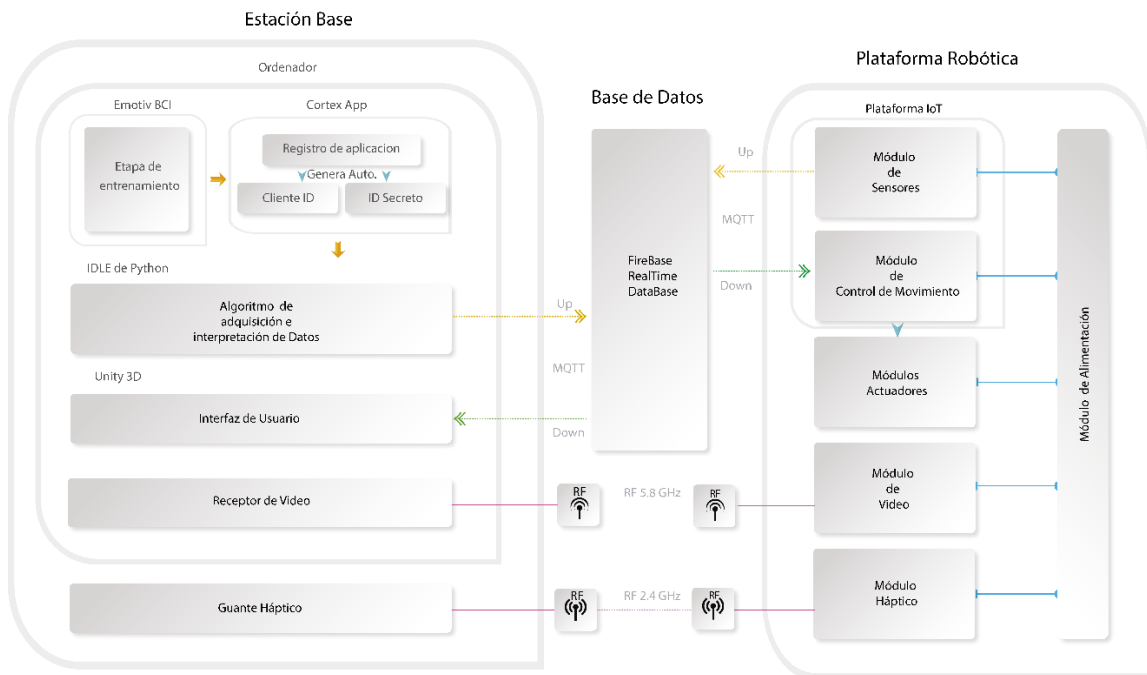 Estación Base
Ordenador
Emotiv BCI
Cortex App
Etapa de
entrenamiento
Registro de aplicacion
Genera Auto.
Cliente ID
ID Secreto
IDLE de Python
Algoritmo de
adquisición e
interpretación de Datos
Unity 3D
Interfaz de Usuario
Receptor de Video
Guante Háptico
Up
MQTT
Down
RF
RF 5.8 GHz
RF
RF
RF 2.4 GHz
RF
Base de Datos
FireBase
RealTime
DataBase
Up
MQTT
Down
Plataforma Robótica
Plataforma IoT
Módulo
de
Sensores
Módulo
de
Control de Movimiento
Módulos
Actuadores
Módulo
de
Video
Módulo
Háptico
Módulo de Alimentación